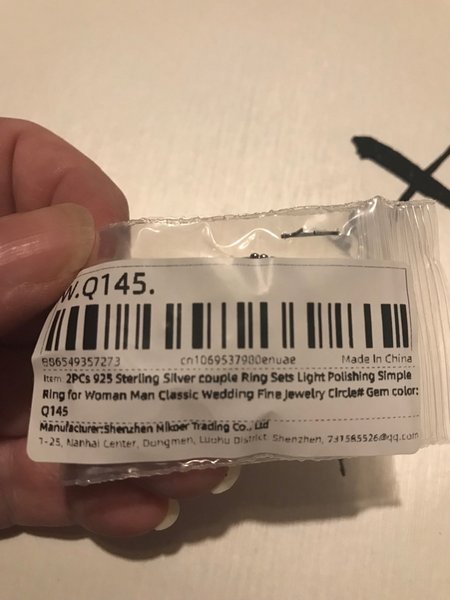 W.Q145.
886549357273 cn1069537980enuae Made In China
Item: 2PCs 925 Sterling Silver couple Ring Sets Light Polishing Simple
Ring for Woman Man Classic Wedding Fine Jewelry Circle# Gem color:
Q145
Manufacturer:Shenzhen Nikoer Trading Co., Ltd
1-25, Nanhai Center, Dongmen, Luohu District, Shenzhen, 731585526@qq.com